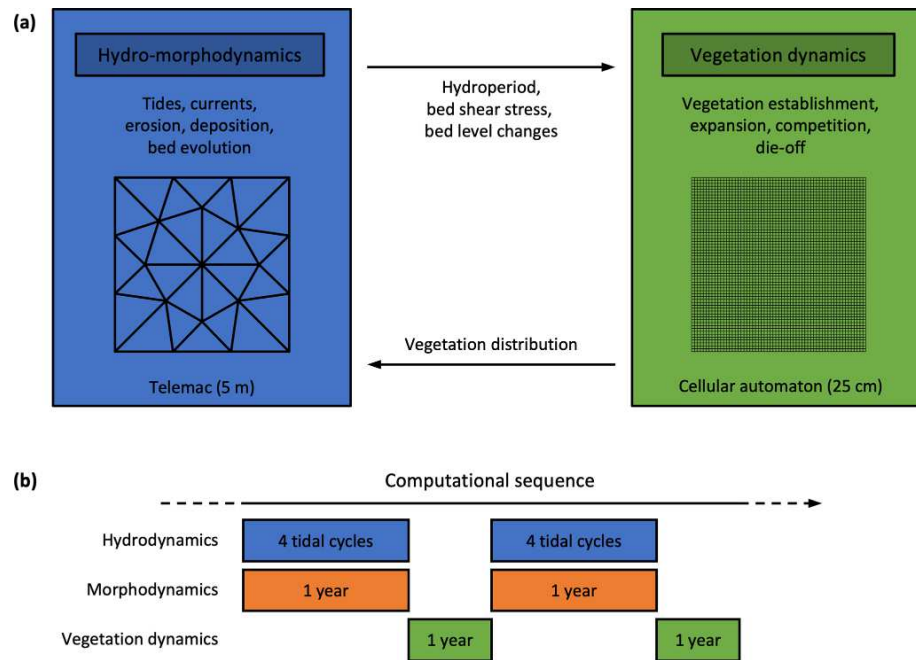 (a)
Hydro-morphodynamics
Tides, currents,
erosion, deposition,
bed evolution
Telemac (5 m)
Hydroperiod,
bed shear stress,
bed level changes
Vegetation distribution
Vegetation dynamics
Vegetation establishment,
expansion, competition,
die-off
Cellular automaton (25 cm)
(b)
Computational sequence
Hydrodynamics
4 tidal cycles
4 tidal cycles
Morphodynamics
1 year
1 year
Vegetation dynamics
1 year
1 year